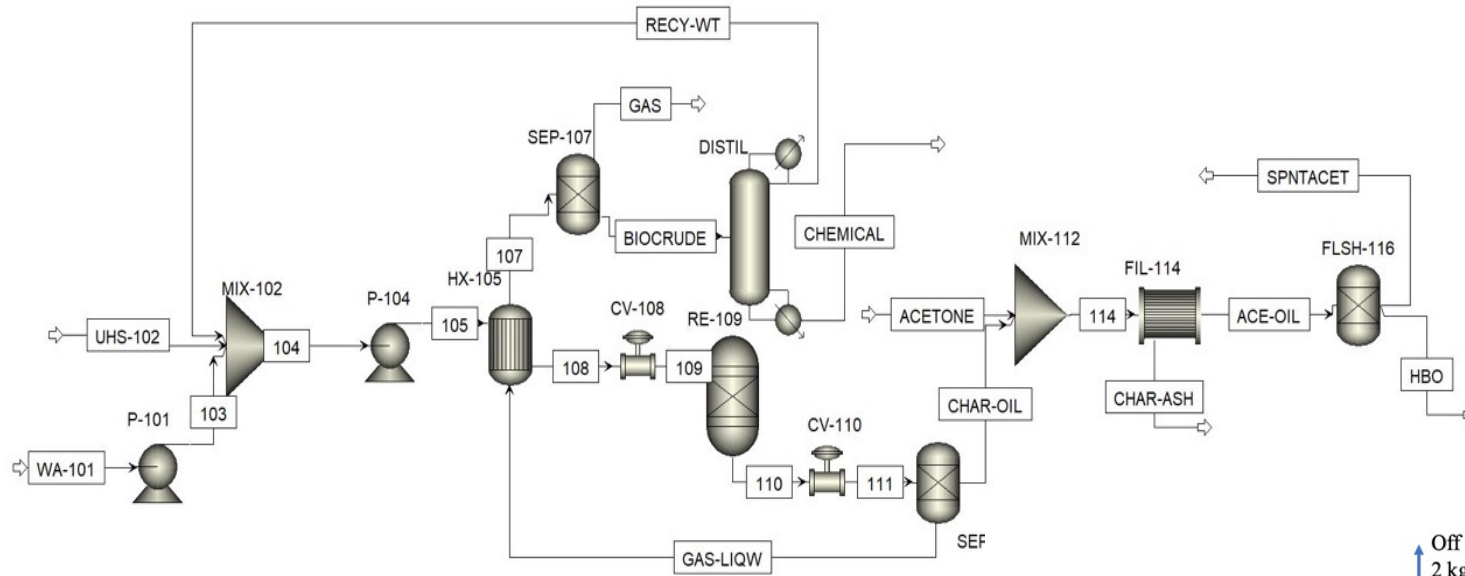 RECY-WT
GAS
SEP-107
DISTIL
SPNTACET
BIOCRUDE
CHEMICAL
MIX-112
107
HX-105
FIL-114
FLSH-116
MIX-102
P-104
CV-108
RE-109
ACETONE
114
ACE-OIL
UHS-102
104
105
108
109
HBO
103
CHAR-OIL
CHAR-ASH
P-101
CV-110
WA-101
110
111
SEF
GAS-LIQW
Off
2 kg